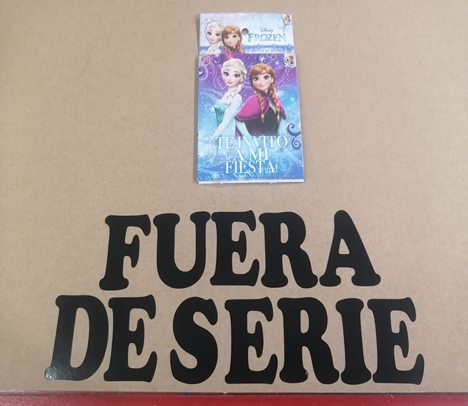 Disney
FROZEN
TE INVITO
A MI
FIESTA!
FUERA
DE SERIE